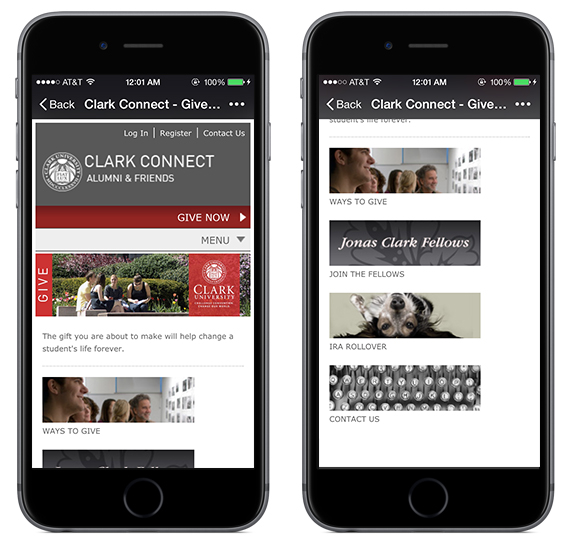 AT&T 12:01 AM 100%
Back Clark Connect - Give...
Log In | Register | Contact Us
CLARK CONNECT
ALUMNI & FRIENDS
GIVE NOW
MENU
GIVE
CLARK
UNIVERSITY
The gift you are about to make will help change a
student's life forever.
WAYS TO GIVE
Jonas Clark Fellows
AT&T 12:01 AM 100%
Back Clark Connect - Give...
student's life forever.
WAYS TO GIVE
Jonas Clark Fellows
JOIN THE FELLOWS
IRA ROLLOVER
CONTACT US